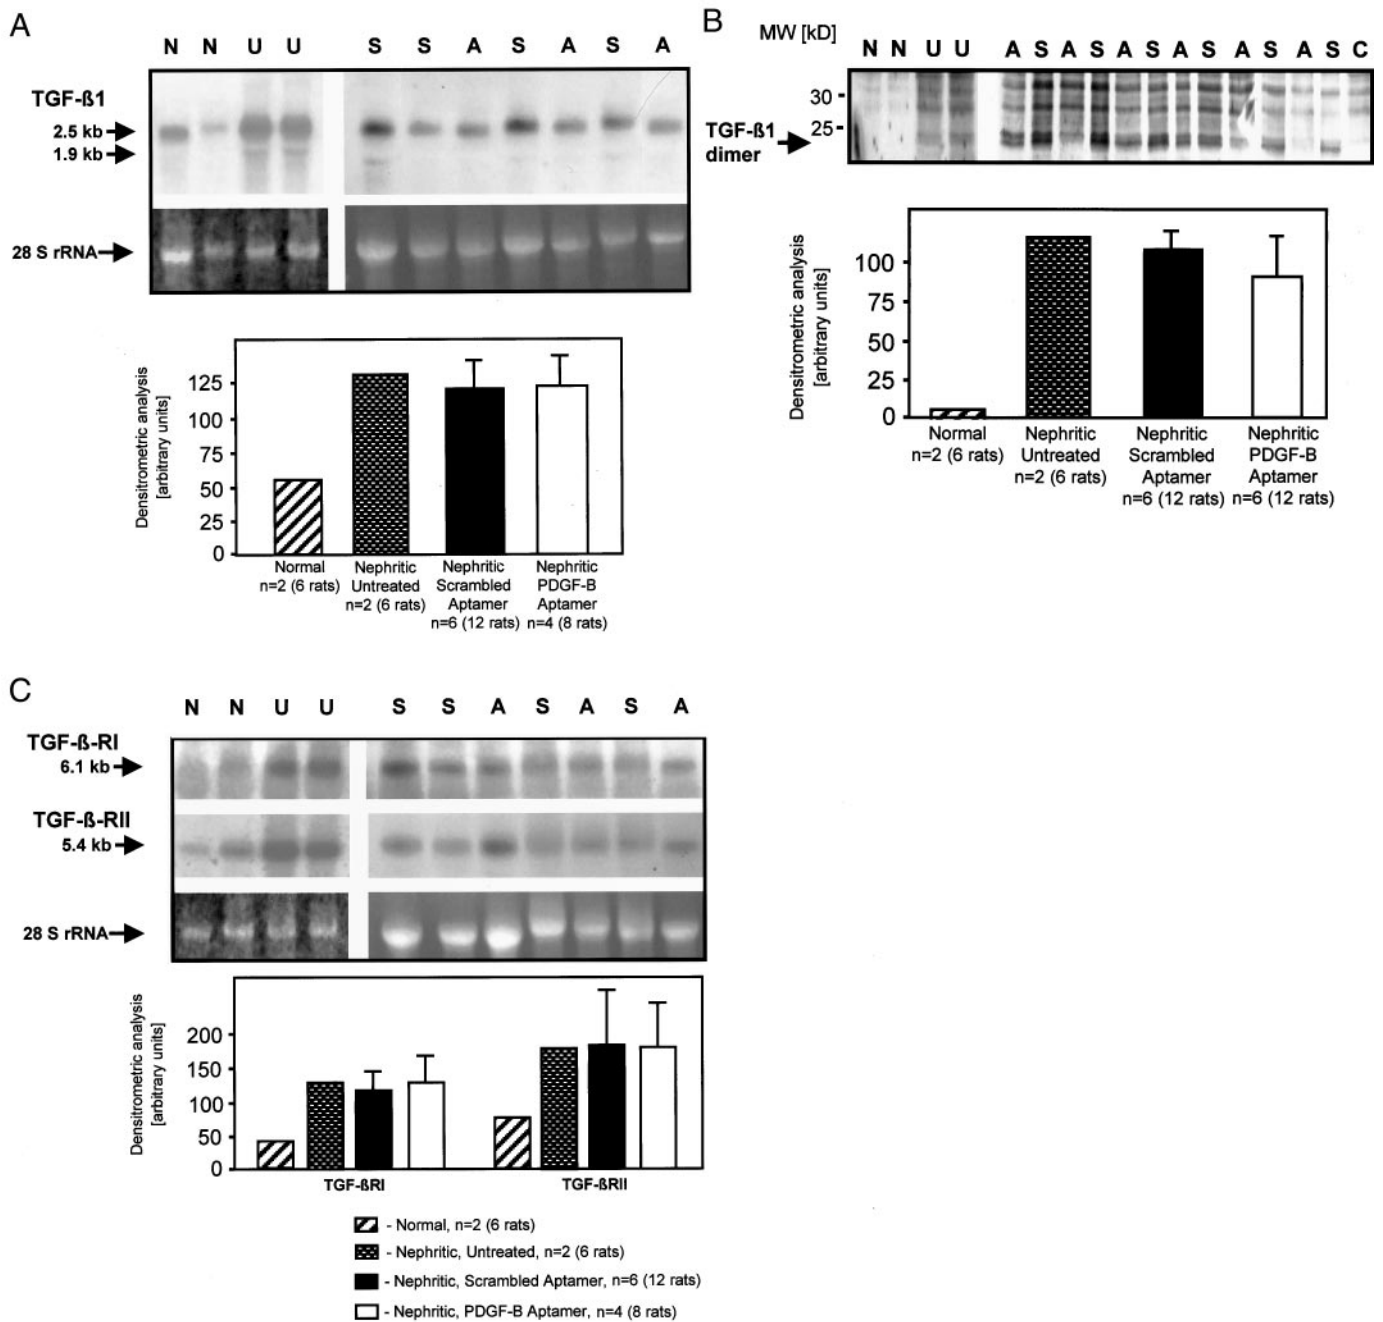 A
N N U U S S A S A S A
TGF-ß1
2.5 kb
1.9 kb
28 S rRNA
Densitrometric analysis
[arbitrary units]
125
100
75
50
25
0
Normal
n=2 (6 rats)
Nephritic
Untreated
n=2 (6 rats)
Nephritic
Scrambled
Aptamer
n=6 (12 rats)
Nephritic
PDGF-B
Aptamer
n=4 (8 rats)
B
MW [kD]
N N U U A S A S A S A S A S A S C
30
25
TGF-ß1
dimer
Densitrometric analysis
[arbitrary units]
100
75
50
25
0
Normal
n=2 (6 rats)
Nephritic
Untreated
n=2 (6 rats)
Nephritic
Scrambled
Aptamer
n=6 (12 rats)
Nephritic
PDGF-B
Aptamer
n=6 (12 rats)
C
N N U U S S A S A S A
TGF-ß-RI
6.1 kb
TGF-ß-RII
5.4 kb
28 S rRNA
Densitrometric analysis
[arbitrary units]
200
150
100
50
0
TGF-ßRI
TGF-ßRII
- Normal, n=2 (6 rats)
- Nephritic, Untreated, n=2 (6 rats)
- Nephritic, Scrambled Aptamer, n=6 (12 rats)
- Nephritic, PDGF-B Aptamer, n=4 (8 rats)